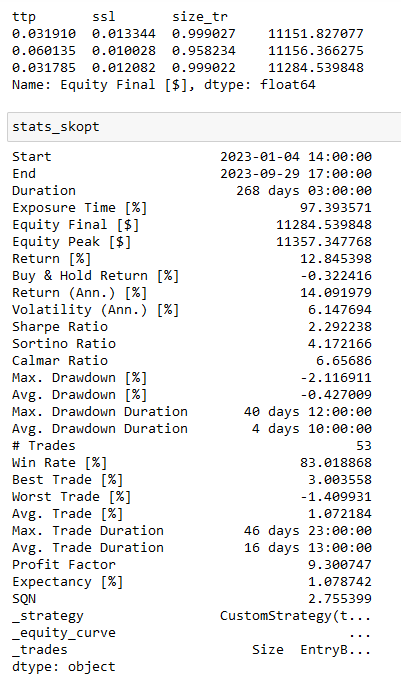 ttp ssl size_tr
0.031910 0.013344 0.999027 11151.827077
0.060135 0.010028 0.958234 11156.366275
0.031785 0.012082 0.999022 11284.539848
Name: Equity Final [$], dtype: float64
stats_skopt
Start 2023-01-04 14:00:00
End 2023-09-29 17:00:00
Duration 268 days 03:00:00
Exposure Time [%] 97.393571
Equity Final [$] 11284.539848
Equity Peak [$] 11357.347768
Return [%] 12.845398
Buy & Hold Return [%] -0.322416
Return (Ann.) [%] 14.091979
Volatility (Ann.) [%] 6.147694
Sharpe Ratio 2.292238
Sortino Ratio 4.172166
Calmar Ratio 6.65686
Max. Drawdown [%] -2.116911
Avg. Drawdown [%] -0.427009
Max. Drawdown Duration 40 days 12:00:00
Avg. Drawdown Duration 4 days 10:00:00
# Trades 53
Win Rate [%] 83.018868
Best Trade [%] 3.003558
Worst Trade [%] -1.409931
Avg. Trade [%] 1.072184
Max. Trade Duration 46 days 23:00:00
Avg. Trade Duration 16 days 13:00:00
Profit Factor 9.300747
Expectancy [%] 1.078742
SQN 2.755399
_strategy CustomStrategy(t...
_equity_curve ...
_trades Size EntryB...
dtype: object